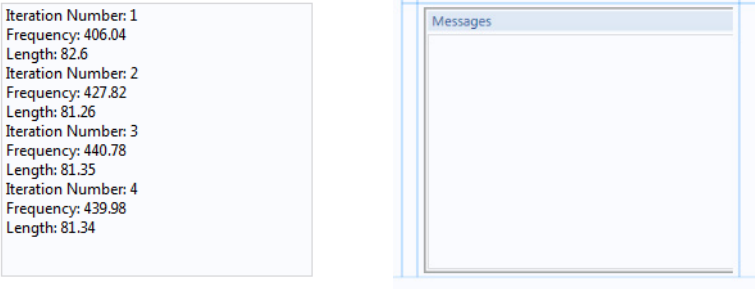 Iteration Number: 1
Frequency: 406.04
Length: 82.6
Iteration Number: 2
Frequency: 427.82
Length: 81.26
Iteration Number: 3
Frequency: 440.78
Length: 81.35
Iteration Number: 4
Frequency: 439.98
Length: 81.34
Messages